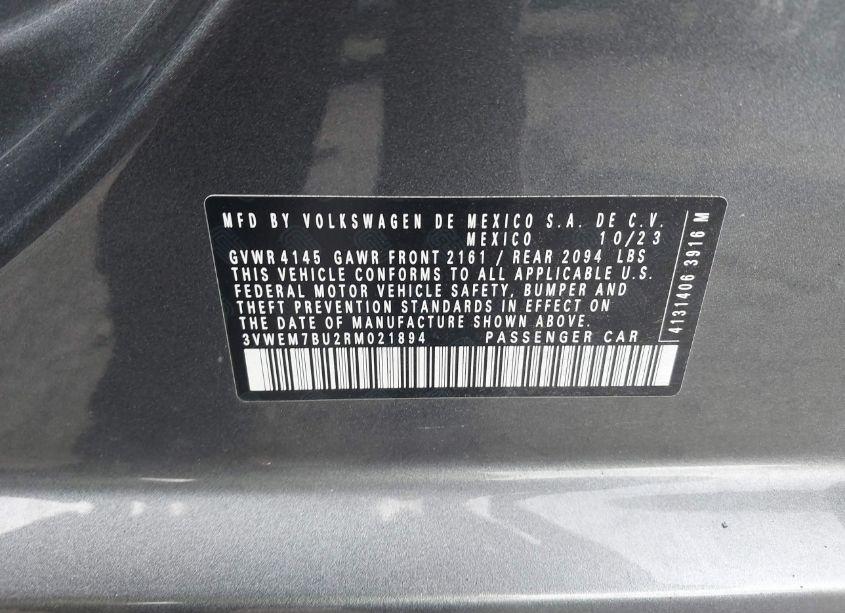 MFD BY VOLKSWAGEN DE MEXICO S.A. DE C.V.
MEXICO 10/23
GVWR 4145 GAWR FRONT 2161 / REAR 2094 LBS
THIS VEHICLE CONFORMS TO ALL APPLICABLE U.S.
FEDERAL MOTOR VEHICLE SAFETY, BUMPER AND
THEFT PREVENTION STANDARDS IN EFFECT ON
THE DATE OF MANUFACTURE SHOWN ABOVE.
3VWEM7BU2RM021894 PASSENGER CAR
4131406 3916 M